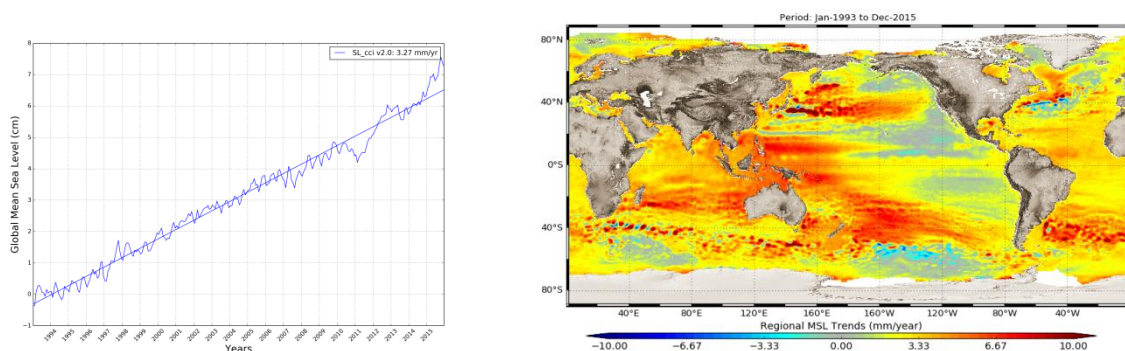 SL_cci v2.0: 3.27 mm/yr
Global Mean Sea Level (cm)
8
7
6
5
4
3
2
1
0
−1
1994 1995 1996 1997 1998 1999 2000 2001 2002 2003 2004 2005 2006 2007 2008 2009 2010 2011 2012 2013 2014 2015
Years
Period: Jan-1993 to Dec-2015
80°N
40°N
0°S
40°S
80°S
40°E 80°E 120°E 160°E 160°W 120°W 80°W 40°W
Regional MSL Trends (mm/year)
−10.00 −6.67 −3.33 0.00 3.33 6.67 10.00